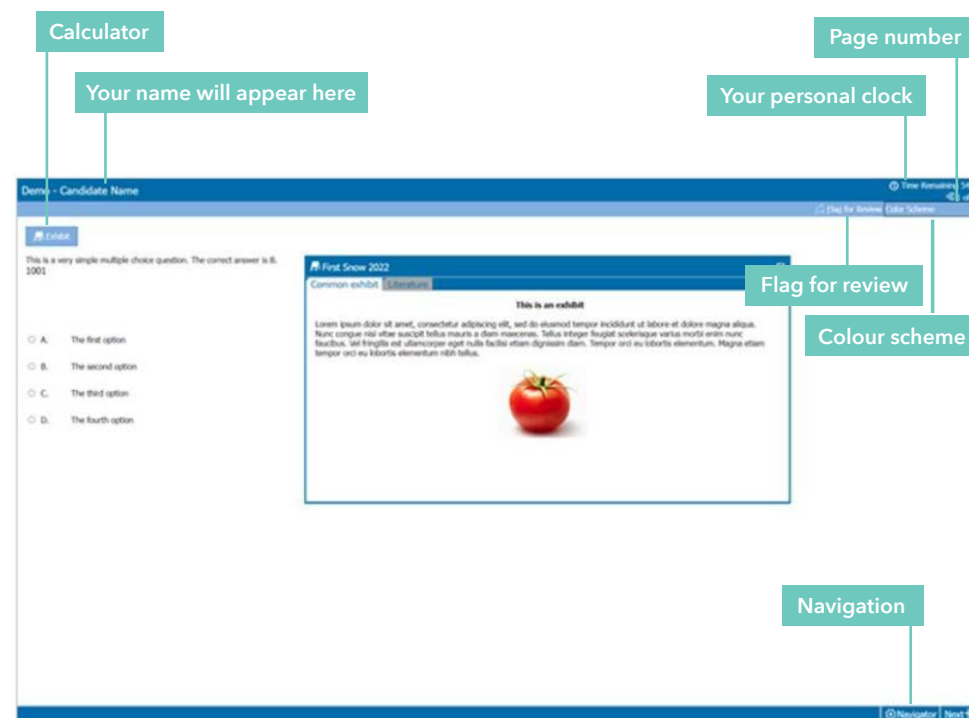 Calculator
Page number
Your name will appear here
Your personal clock
Demo - Candidate Name
Time Remaining
Flag for Review Color Scheme
Exhibit
This is a very simple multiple choice question. The correct answer is B.
1001
First Snow 2022
Common exhibit Literature
Flag for review
This is an exhibit
Lorem ipsum dolor sit amet, consectetur adipiscing elit, sed do eiusmod tempor incididunt ut labore et dolore magna aliqua.
Nunc congue nisi vitae suscipit tellus mauris a diam maecenas. Tellus integer feugiat scelerisque varius morbi enim nunc
faucibus. Vel fringilla est ullamcorper eget nulla facilisi etiam dignissim diam. Tempor orci eu lobortis elementum. Magna etiam
tempor orci eu lobortis elementum nibh tellus.
Colour scheme
A. The first option
B. The second option
C. The third option
D. The fourth option
Navigation
Navigator Next